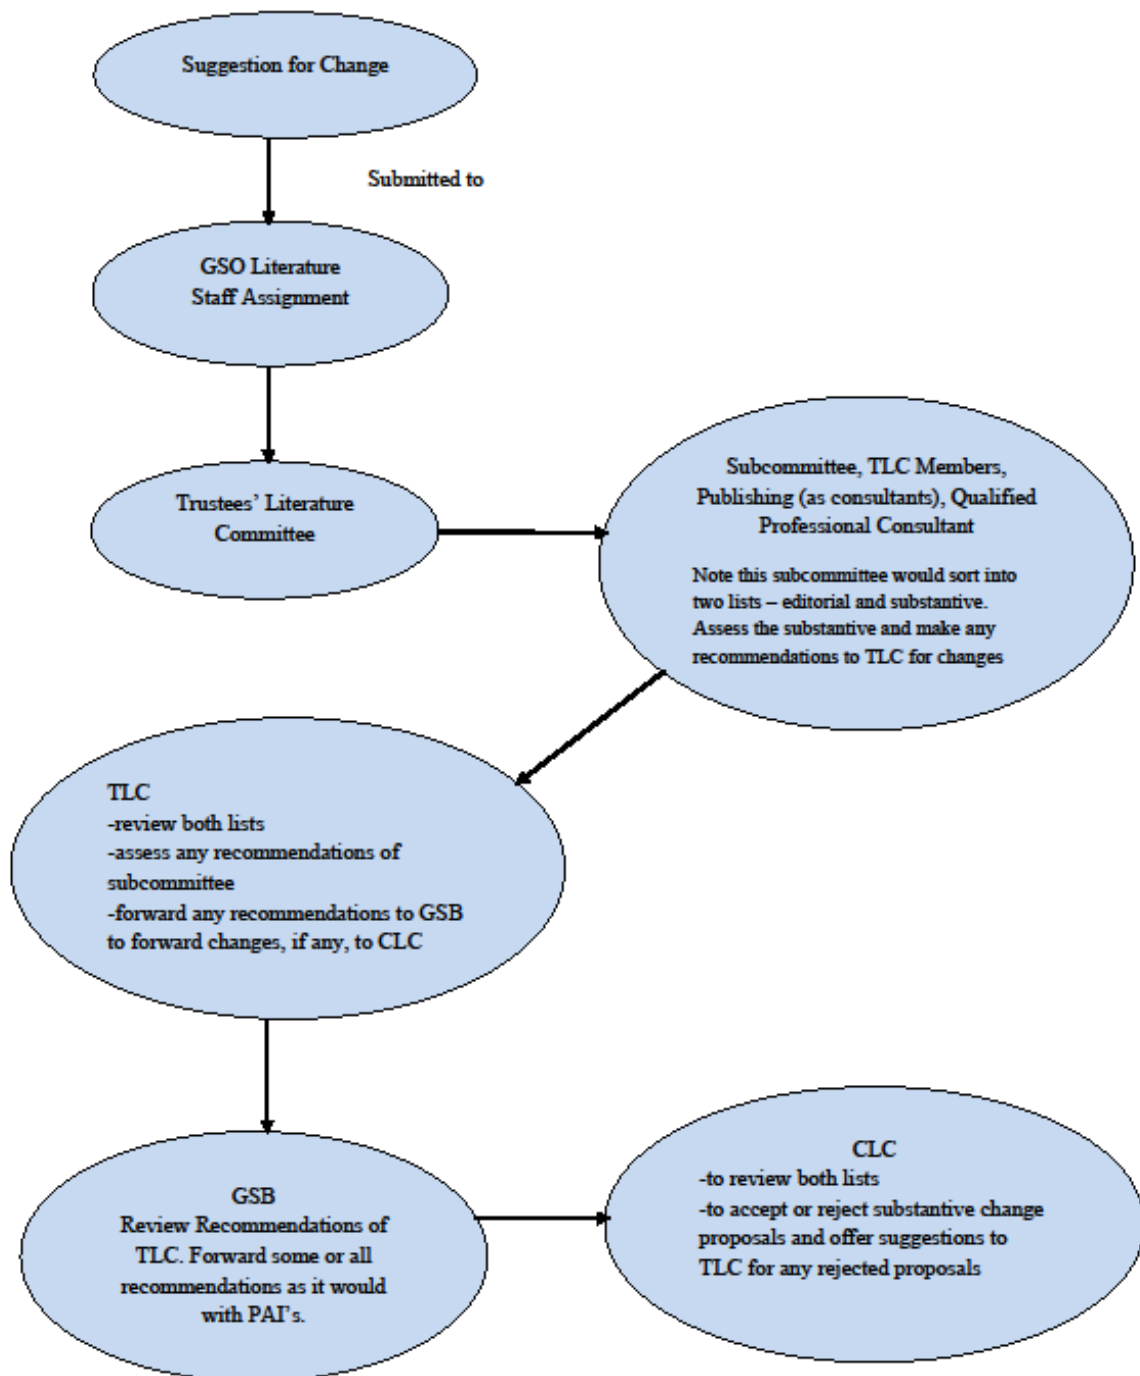 Suggestion for Change
Submitted to
GSO Literature
Staff Assignment
Trustees’ Literature
Committee
Subcommittee, TLC Members,
Publishing (as consultants), Qualified
Professional Consultant
Note this subcommittee would sort into
two lists – editorial and substantive.
Assess the substantive and make any
recommendations to TLC for changes
TLC
-review both lists
-assess any recommendations of
subcommittee
-forward any recommendations to GSB
to forward changes, if any, to CLC
GSB
Review Recommendations of
TLC. Forward some or all
recommendations as it would
with PAI’s.
CLC
-to review both lists
-to accept or reject substantive change
proposals and offer suggestions to
TLC for any rejected proposals